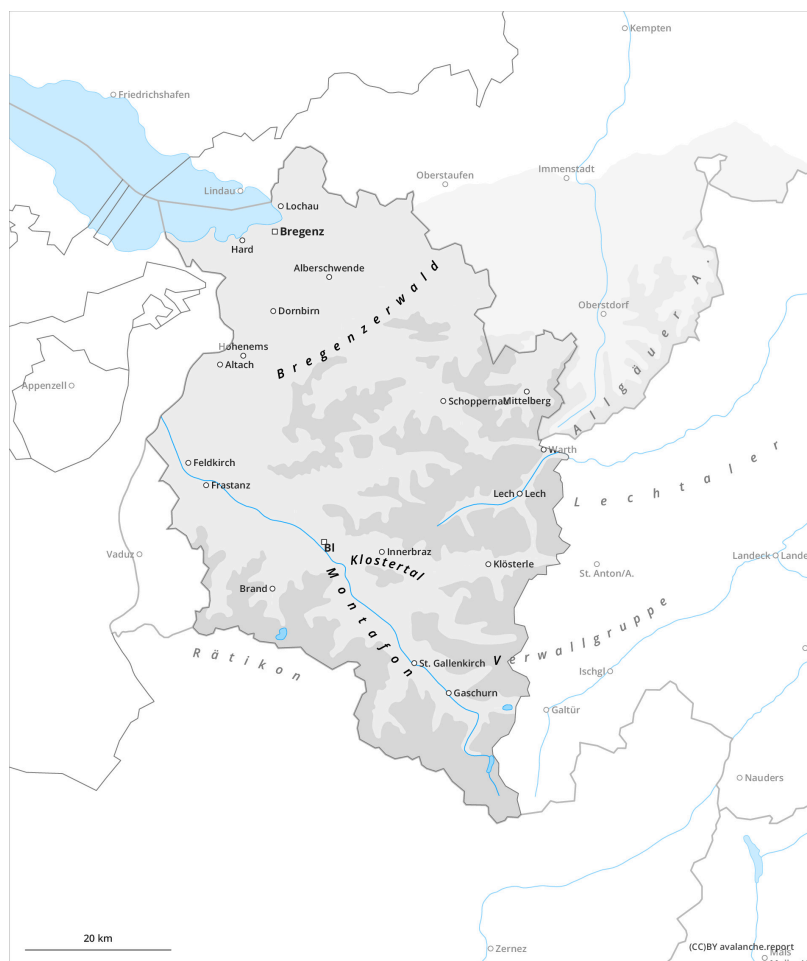 Kempten
Friedrichshafen
Immenstadt
Oberstaufen
Lindau
Lochau
Bregenz
Hard
Alberschwende
Bregenzerwald
Oberstdorf
Allgäuer A.
Dornbirn
Hohenems
Altach
Appenzell
Schoppernau
Mittelberg
Warth
Feldkirch
Frastanz
Lech
Lech
Lechtaler
Vaduz
Bl
Innerbraz
Klostertal
Klösterle
St. Anton/A.
Landeck
Lande
Brand
Montafon
Rätikon
St. Gallenkirch
Verwallgruppe
Ischgl
Gaschurn
Galtür
Nauders
20 km
Zernez
(CC)BY avalanche.report
Mals